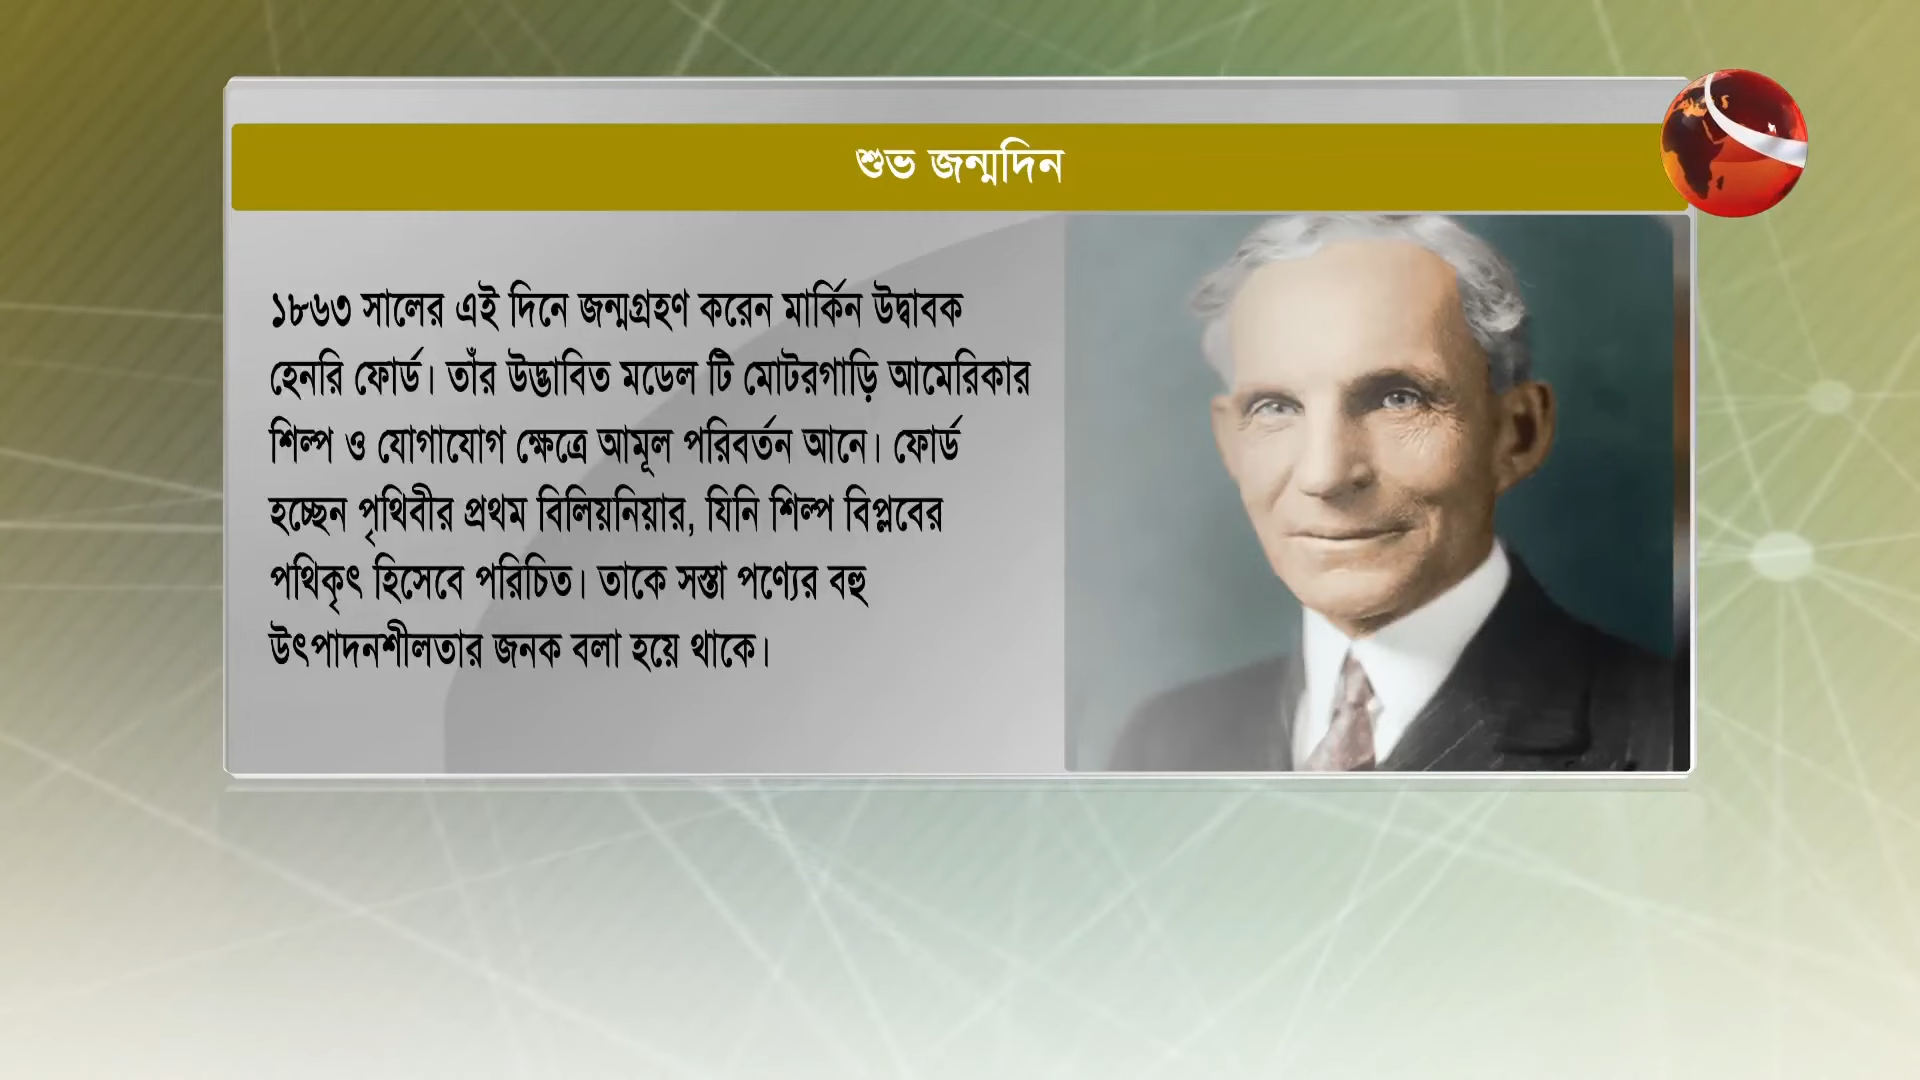 শুভ জন্মদিন
১৮৬৩ সালের এই দিনে জন্মগ্রহণ করেন মার্কিন উদ্বাবক
হেনরি ফোর্ড। তাঁর উদ্ভাবিত মডেল টি মোটরগাড়ি আমেরিকার
শিল্প ও যোগাযোগ ক্ষেত্রে আমূল পরিবর্তন আনে। ফোর্ড
হচ্ছেন পৃথিবীর প্রথম বিলিয়নিয়ার, যিনি শিল্প বিপ্লবের
পথিকৃৎ হিসেবে পরিচিত। তাকে সস্তা পণ্যের বহু
উৎপাদনশীলতার জনক বলা হয়ে থাকে।